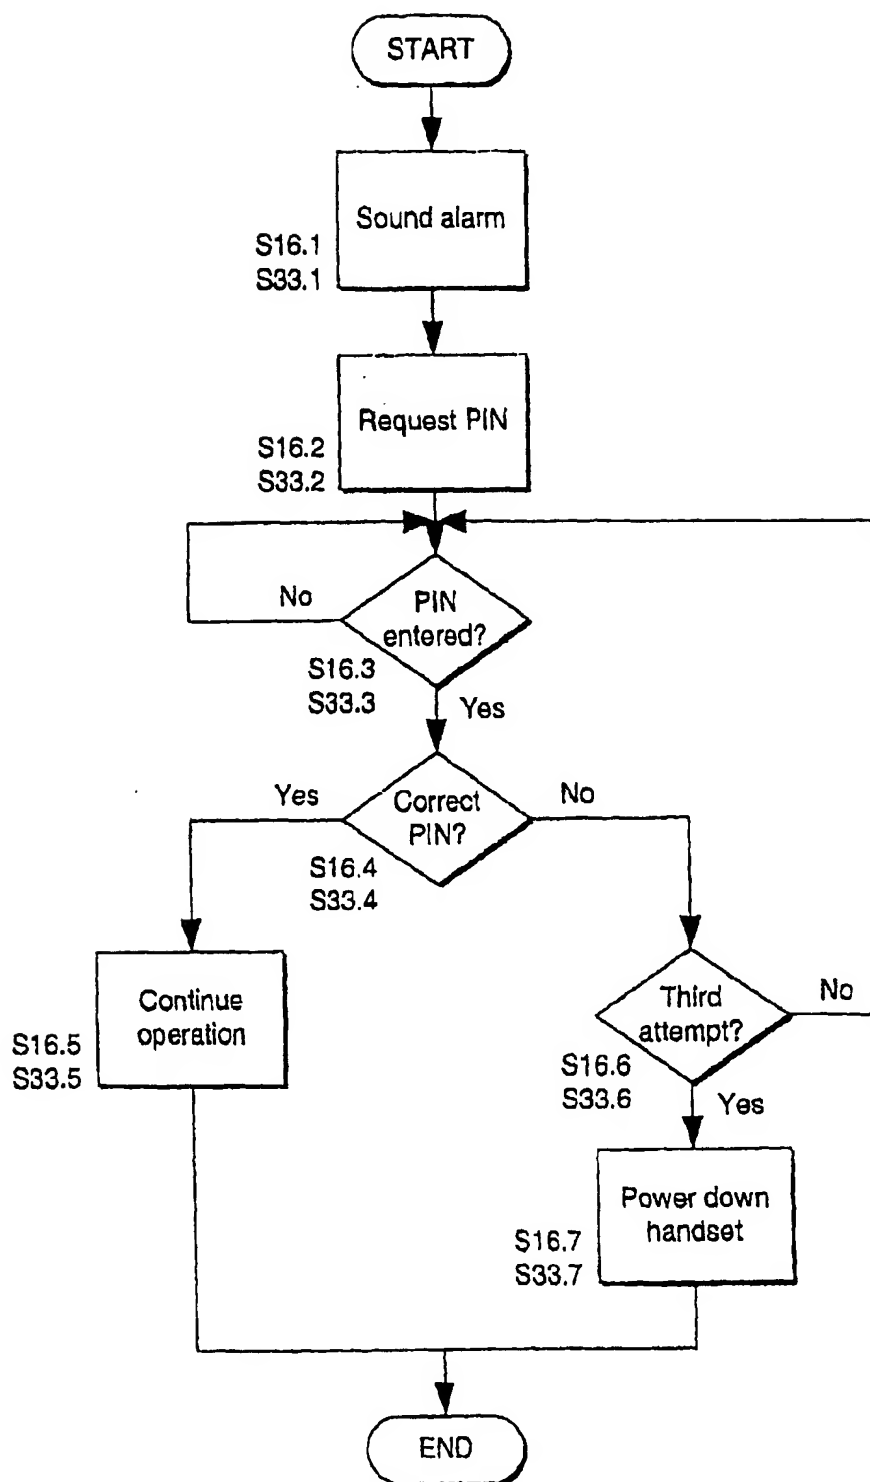 START
Sound alarm
S16.1
S33.1
Request PIN
S16.2
S33.2
No
PIN
entered?
S16.3
S33.3
Yes
Yes
Correct
PIN?
No
S16.4
S33.4
Continue
operation
S16.5
S33.5
Third
attempt?
No
S16.6
S33.6
Yes
Power down
handset
S16.7
S33.7
END